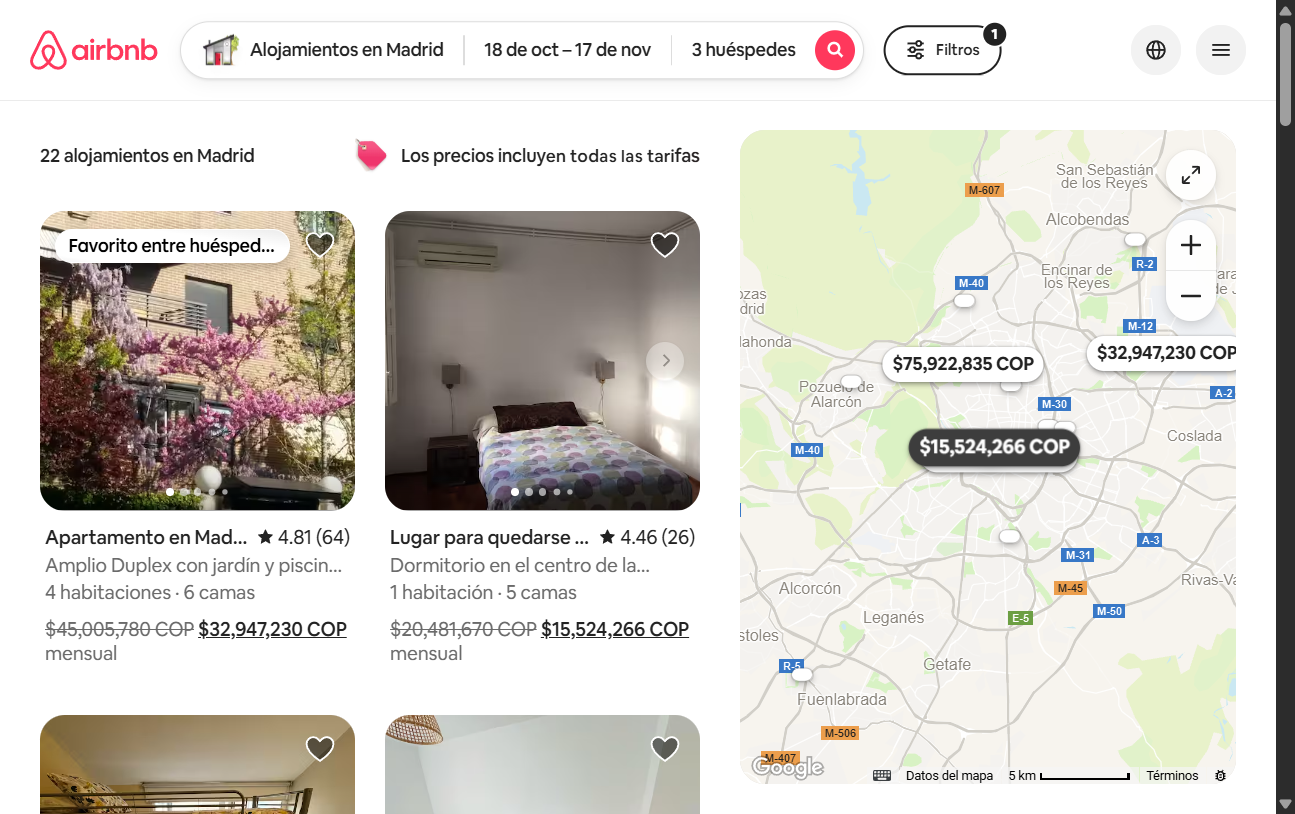 airbnb
Alojamientos en Madrid
18 de oct – 17 de nov
3 huéspedes
Filtros
1
22 alojamientos en Madrid
Los precios incluyen todas las tarifas
Favorito entre huésped...
Apartamento en Mad... 4.81 (64)
Amplio Duplex con jardín y piscin...
4 habitaciones · 6 camas
$45,005,780 COP $32,947,230 COP
mensual
Lugar para quedarse ... 4.46 (26)
Dormitorio en el centro de la...
1 habitación · 5 camas
$20,481,670 COP $15,524,266 COP
mensual
San Sebastián
de los Reyes
M-607
Alcobendas
R-2
Encinar de
los Reyes
M-40
ozas
drid
ara
de J
M-12
lahonda
$75,922,835 COP
$32,947,230 COP
Pozuelo de
Alarcón
A-2
M-30
Coslada
M-40
$15,524,266 COP
A-3
M-31
Alcorcón
M-45
Rivas-Va
Leganés
E-5
M-50
stoles
R-5
Getafe
Fuenlabrada
M-506
M-407
Google
Datos del mapa
5 km
Términos